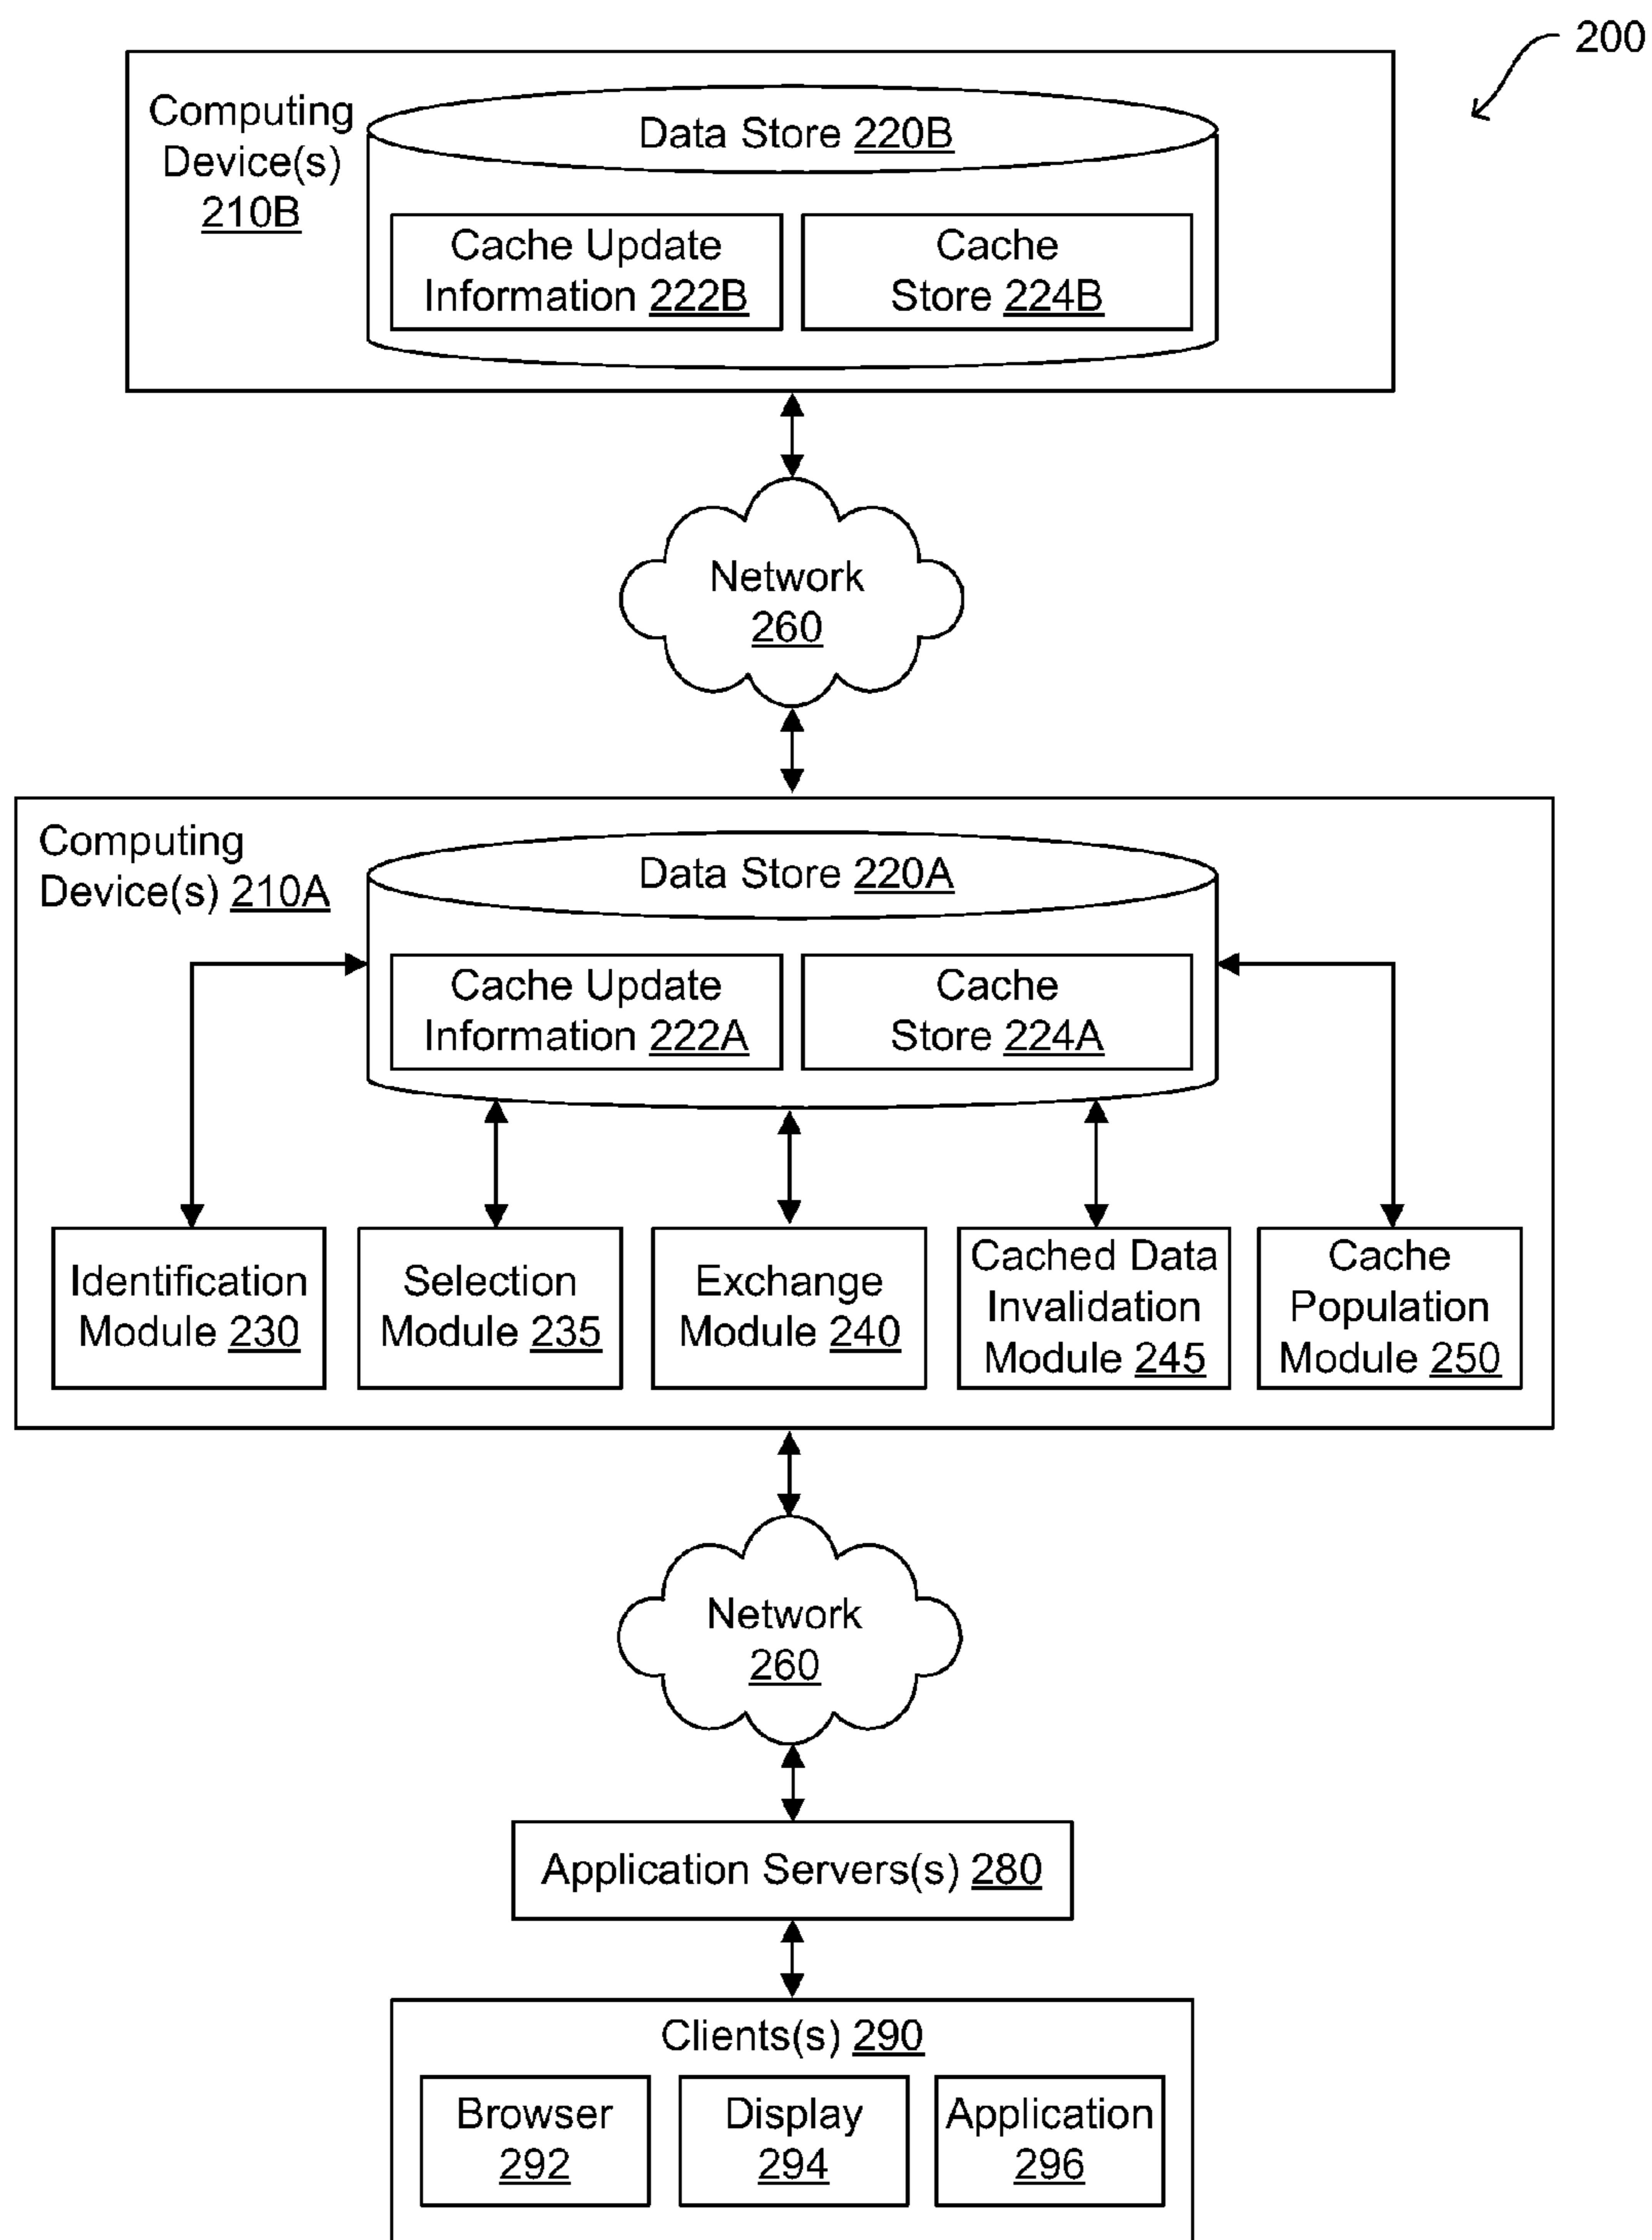 200
Computing
Device(s)
210B
Data Store 220B
Cache Update
Information 222B
Cache
Store 224B
Network
260
Computing
Device(s) 210A
Data Store 220A
Cache Update
Information 222A
Cache
Store 224A
Identification
Module 230
Selection
Module 235
Exchange
Module 240
Cached Data
Invalidation
Module 245
Cache
Population
Module 250
Network
260
Application Servers(s) 280
Clients(s) 290
Browser
292
Display
294
Application
296